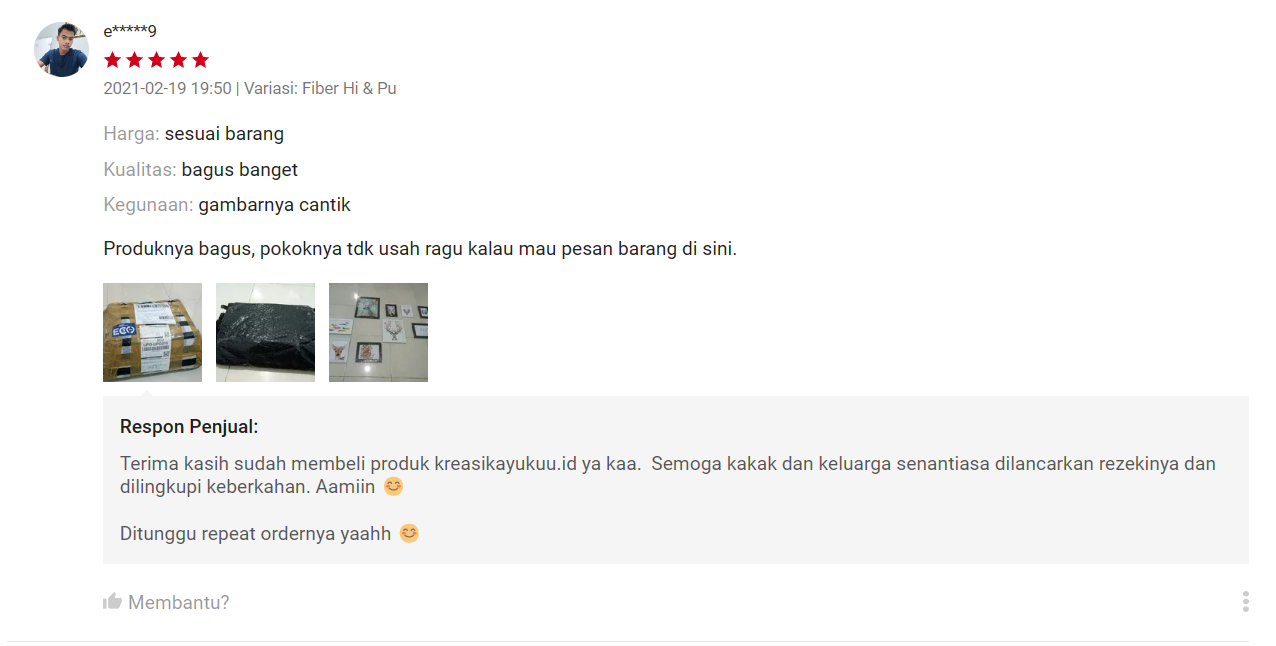 e*****9
2021-02-19 19:50 | Variasi: Fiber Hi & Pu
Harga: sesuai barang
Kualitas: bagus banget
Kegunaan: gambarnya cantik
Produknya bagus, pokoknya tdk usah ragu kalau mau pesan barang di sini.
ECO
Respon Penjual:
Terima kasih sudah membeli produk kreasikayukuu.id ya kaa.  Semoga kakak dan keluarga senantiasa dilancarkan rezekinya dan
dilingkupi keberkahan. Aamiin 😊
Ditunggu repeat ordernya yaahh 😊
Membantu?